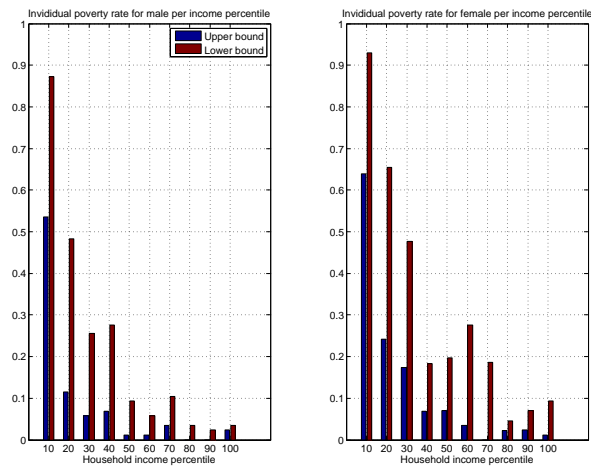 Invididual poverty rate for male per income percentile
1
0.9
0.8
0.7
0.6
0.5
0.4
0.3
0.2
0.1
0
Upper bound
Lower bound
10 20 30 40 50 60 70 80 90 100
Household income percentile
Invididual poverty rate for female per income percentile
1
0.9
0.8
0.7
0.6
0.5
0.4
0.3
0.2
0.1
0
10 20 30 40 50 60 70 80 90 100
Household income percentile